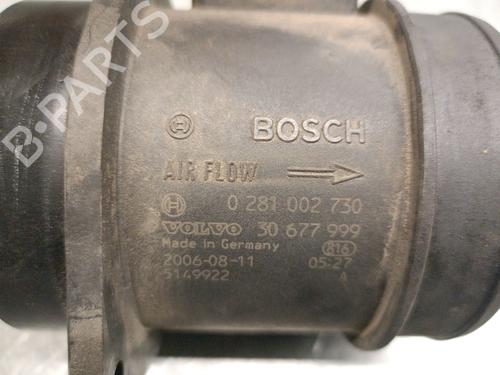 BOSCH
AIR FLOW
0 281 002 730
VOLVO 30 677 999
Made in Germany 816
2006-08-11 05:27
5149922 A
B-PARTS